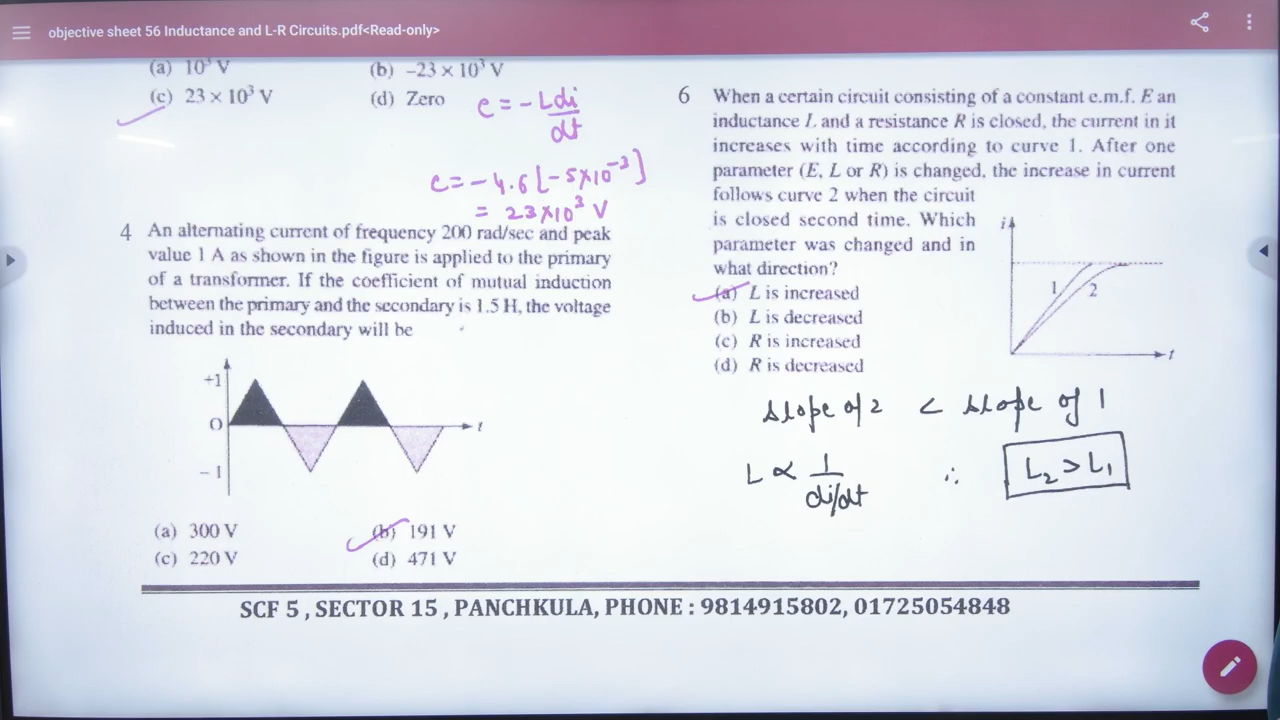 objective sheet 56 Inductance and L-R Circuits.pdf<Read-only>
(a) 10³ V
(b) –23 × 10³ V
(c) 23 × 10³ V
(d) Zero
e = - Ldi/dt
e = - 4.6 [-5×10⁻³]
= 23×10³ V
4 An alternating current of frequency 200 rad/sec and peak
value 1 A as shown in the figure is applied to the primary
of a transformer. If the coefficient of mutual induction
between the primary and the secondary is 1.5 H, the voltage
induced in the secondary will be
+1
O
t
– 1
(a) 300 V
(b) 191 V
(c) 220 V
(d) 471 V
6 When a certain circuit consisting of a constant e.m.f. E an
inductance L and a resistance R is closed, the current in it
increases with time according to curve 1. After one
parameter (E, L or R) is changed, the increase in current
follows curve 2 when the circuit
is closed second time. Which
parameter was changed and in
what direction?
(a) L is increased
(b) L is decreased
(c) R is increased
(d) R is decreased
i
1
2
t
slope of 2 < slope of 1
L ∝ 1/di/dt ∴ L₂ > L₁
SCF 5 , SECTOR 15 , PANCHKULA, PHONE : 9814915802, 01725054848